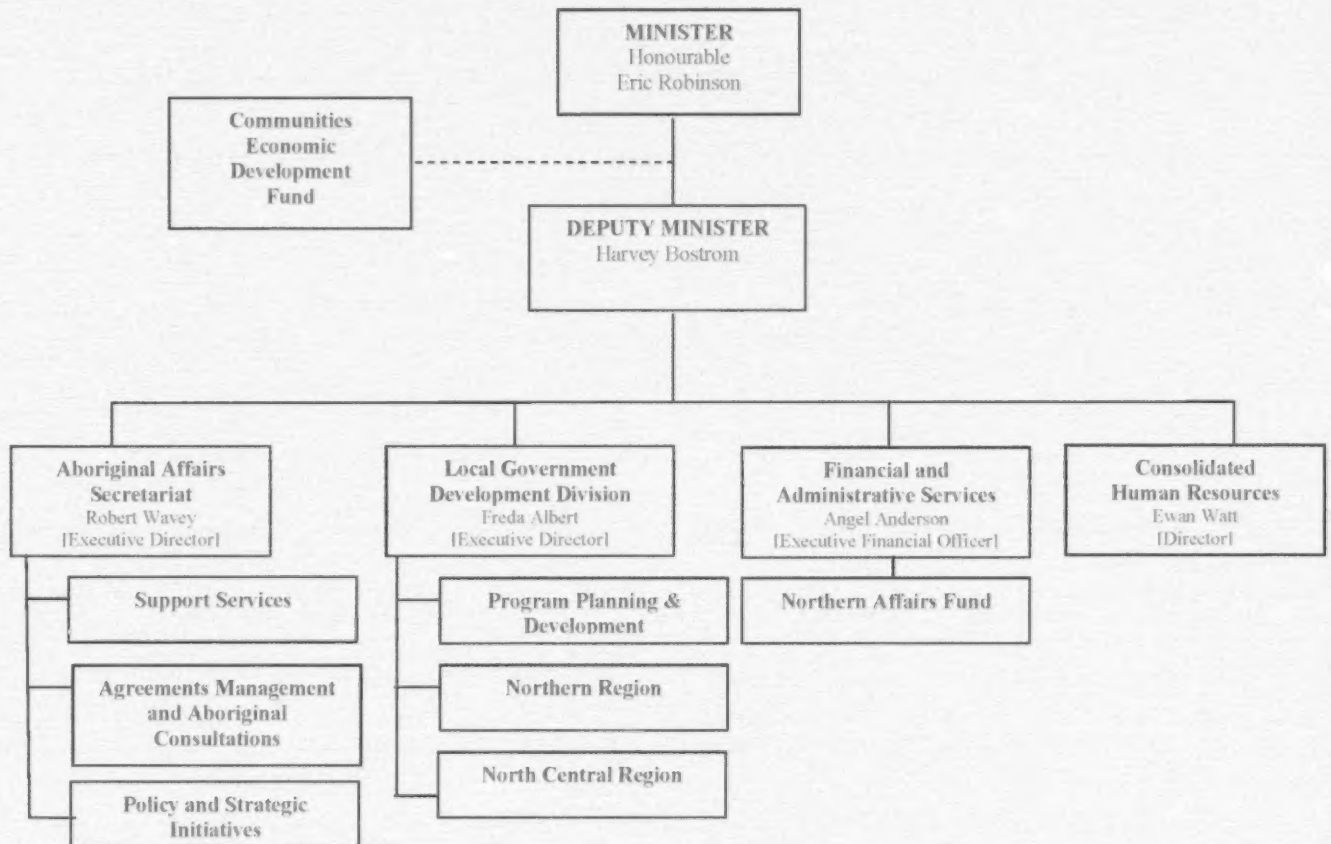 MINISTER
Honourable
Eric Robinson
Communities
Economic
Development
Fund
DEPUTY MINISTER
Harvey Bostrom
Aboriginal Affairs
Secretariat
Robert Wavey
[Executive Director]
Local Government
Development Division
Freda Albert
[Executive Director]
Financial and
Administrative Services
Angel Anderson
[Executive Financial Officer]
Consolidated
Human Resources
Ewan Watt
[Director]
Support Services
Agreements Management
and Aboriginal
Consultations
Policy and Strategic
Initiatives
Program Planning &
Development
Northern Region
North Central Region
Northern Affairs Fund